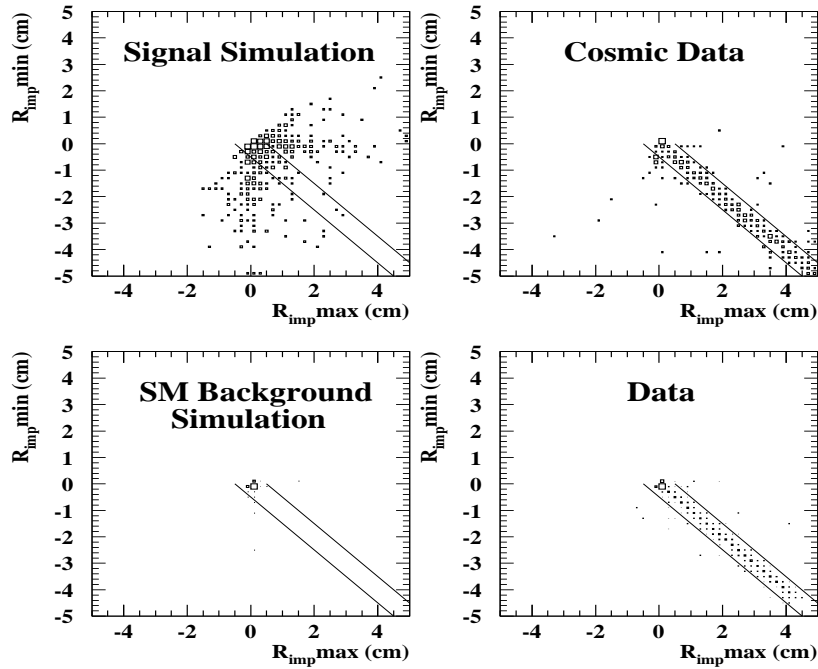 Signal Simulation
R_imp min (cm)
5
4
3
2
1
0
-1
-2
-3
-4
-5
-4 -2 0 2 4
R_imp max (cm)
Cosmic Data
R_imp min (cm)
5
4
3
2
1
0
-1
-2
-3
-4
-5
-4 -2 0 2 4
R_imp max (cm)
SM Background
Simulation
R_imp min (cm)
5
4
3
2
1
0
-1
-2
-3
-4
-5
-4 -2 0 2 4
R_imp max (cm)
Data
R_imp min (cm)
5
4
3
2
1
0
-1
-2
-3
-4
-5
-4 -2 0 2 4
R_imp max (cm)